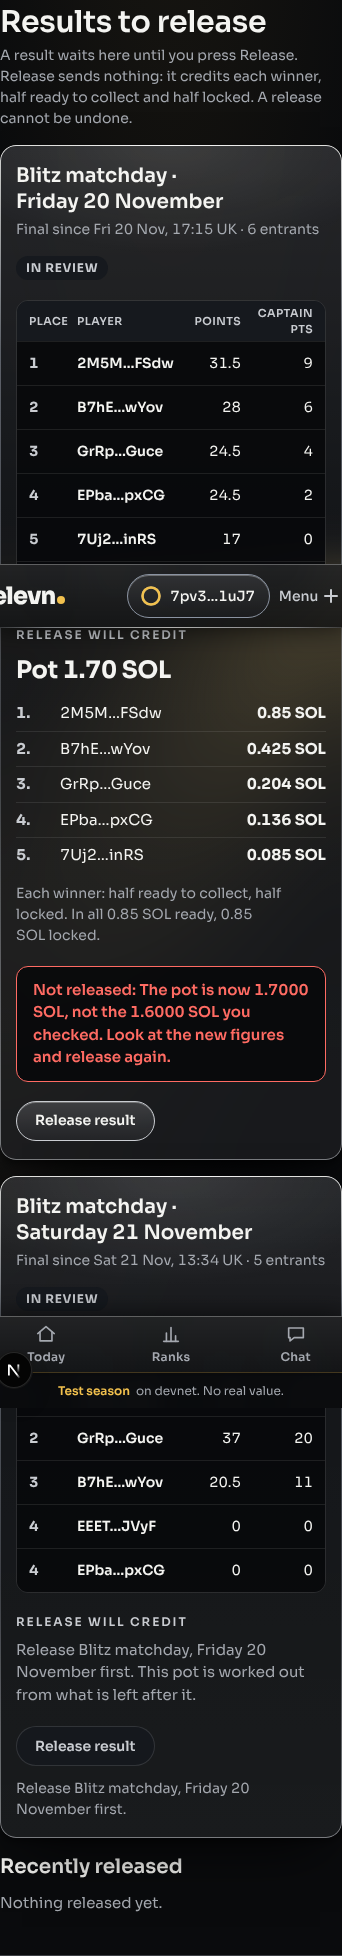 Results to release
A result waits here until you press Release.
Release sends nothing: it credits each winner,
half ready to collect and half locked. A release
cannot be undone.
Blitz matchday ·
Friday 20 November
Final since Fri 20 Nov, 17:15 UK · 6 entrants
IN REVIEW
PLACE PLAYER POINTS CAPTAIN
PTS
1 2M5M...FSdw 31.5 9
2 B7hE...wYov 28 6
3 GrRp...Guce 24.5 4
4 EPba...pxCG 24.5 2
5 7Uj2...inRS 17 0
elevn. 7pv3...1uJ7 Menu +
RELEASE WILL CREDIT
Pot 1.70 SOL
1. 2M5M...FSdw 0.85 SOL
2. B7hE...wYov 0.425 SOL
3. GrRp...Guce 0.204 SOL
4. EPba...pxCG 0.136 SOL
5. 7Uj2...inRS 0.085 SOL
Each winner: half ready to collect, half
locked. In all 0.85 SOL ready, 0.85
SOL locked.
Not released: The pot is now 1.7000
SOL, not the 1.6000 SOL you
checked. Look at the new figures
and release again.
Release result
Blitz matchday ·
Saturday 21 November
Final since Sat 21 Nov, 13:34 UK · 5 entrants
IN REVIEW
Today Ranks Chat
N
Test season on devnet. No real value.
2 GrRp...Guce 37 20
3 B7hE...wYov 20.5 11
4 EEET...JVyF 0 0
4 EPba...pxCG 0 0
RELEASE WILL CREDIT
Release Blitz matchday, Friday 20
November first. This pot is worked out
from what is left after it.
Release result
Release Blitz matchday, Friday 20
November first.
Recently released
Nothing released yet.